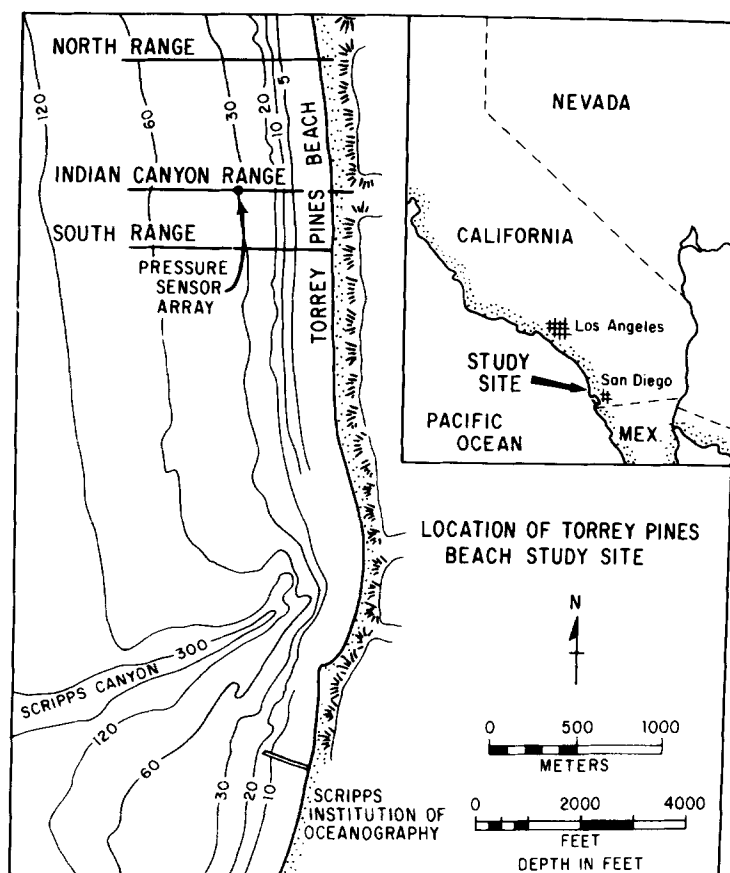 NORTH RANGE
120
60
30
20
10
5
INDIAN CANYON RANGE
SOUTH RANGE
PRESSURE
SENSOR
ARRAY
TORREY PINES BEACH
NEVADA
CALIFORNIA
Los Angeles
STUDY
SITE
San Diego
PACIFIC
OCEAN
MEX.
LOCATION OF TORREY PINES
BEACH STUDY SITE
N
SCRIPPS CANYON
300
120
60
30
20
10
SCRIPPS
INSTITUTION OF
OCEANOGRAPHY
0 500 1000
METERS
0 2000 4000
FEET
DEPTH IN FEET